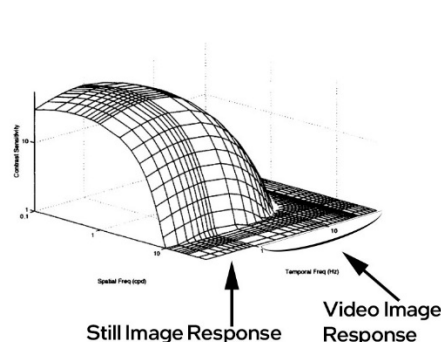 Contrast Sensitivity
10
1
0.1
1
10
1
10
Spatial Freq (cpd)
Temporal Freq (Hz)
Still Image Response
Video Image
Response